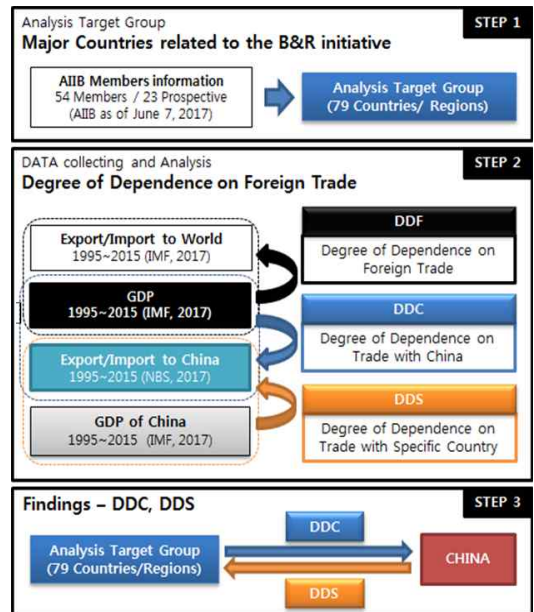 Analysis Target Group
STEP 1
Major Countries related to the B&R initiative
AIIB Members information
54 Members / 23 Prospective
(AIIB as of June 7, 2017)
Analysis Target Group
(79 Countries/ Regions)
DATA collecting and Analysis
STEP 2
Degree of Dependence on Foreign Trade
Export/Import to World
1995~2015 (IMF, 2017)
GDP
1995~2015 (IMF, 2017)
Export/Import to China
1995~2015 (NBS, 2017)
GDP of China
1995~2015 (IMF, 2017)
DDF
Degree of Dependence on
Foreign Trade
DDC
Degree of Dependence on
Trade with China
DDS
Degree of Dependence on
Trade with Specific Country
Findings – DDC, DDS
STEP 3
Analysis Target Group
(79 Countries/Regions)
DDC
DDS
CHINA